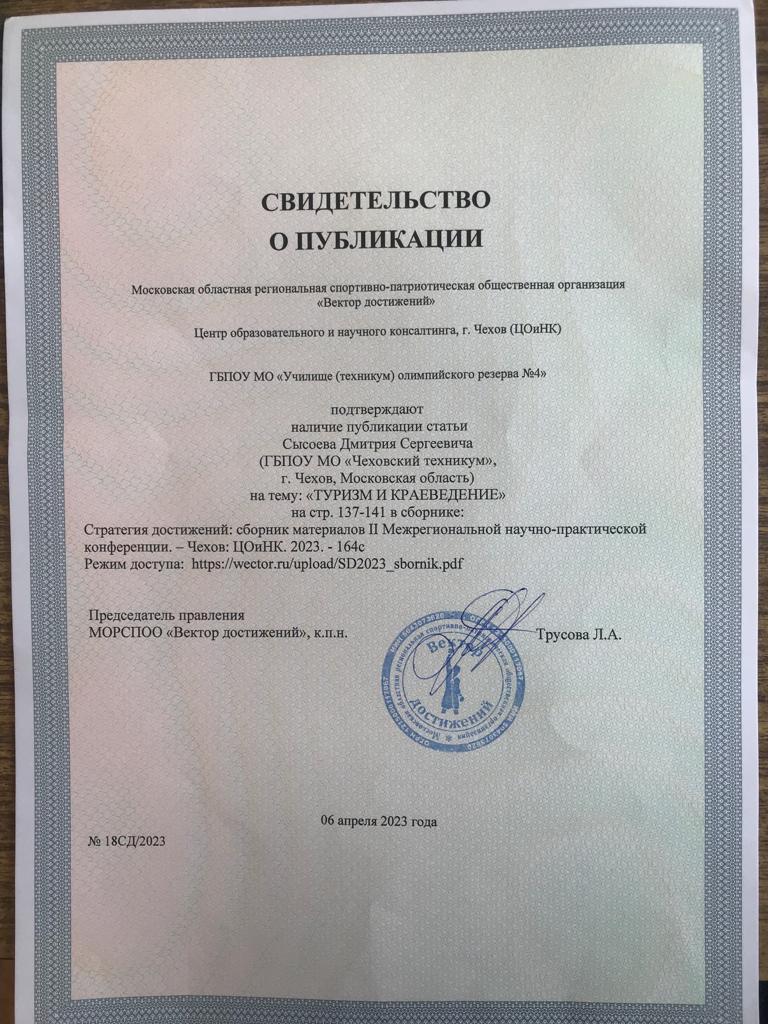 СВИДЕТЕЛЬСТВО
О ПУБЛИКАЦИИ
Московская областная региональная спортивно-патриотическая общественная организация
«Вектор достижений»
Центр образовательного и научного консалтинга, г. Чехов (ЦОиНК)
ГБПОУ МО «Училище (техникум) олимпийского резерва №4»
подтверждают
наличие публикации статьи
Сысоева Дмитрия Сергеевича
(ГБПОУ МО «Чеховский техникум»,
г. Чехов, Московская область)
на тему: «ТУРИЗМ И КРАЕВЕДЕНИЕ»
на стр. 137-141 в сборнике:
Стратегия достижений: сборник материалов II Межрегиональной научно-практической
конференции. – Чехов: ЦОиНК. 2023. - 164с
Режим доступа: https://wector.ru/upload/SD2023_sbornik.pdf
Председатель правления
МОРСПОО «Вектор достижений», к.п.н.
Трусова Л.А.
Вектор
достижений
06 апреля 2023 года
№ 18СД/2023